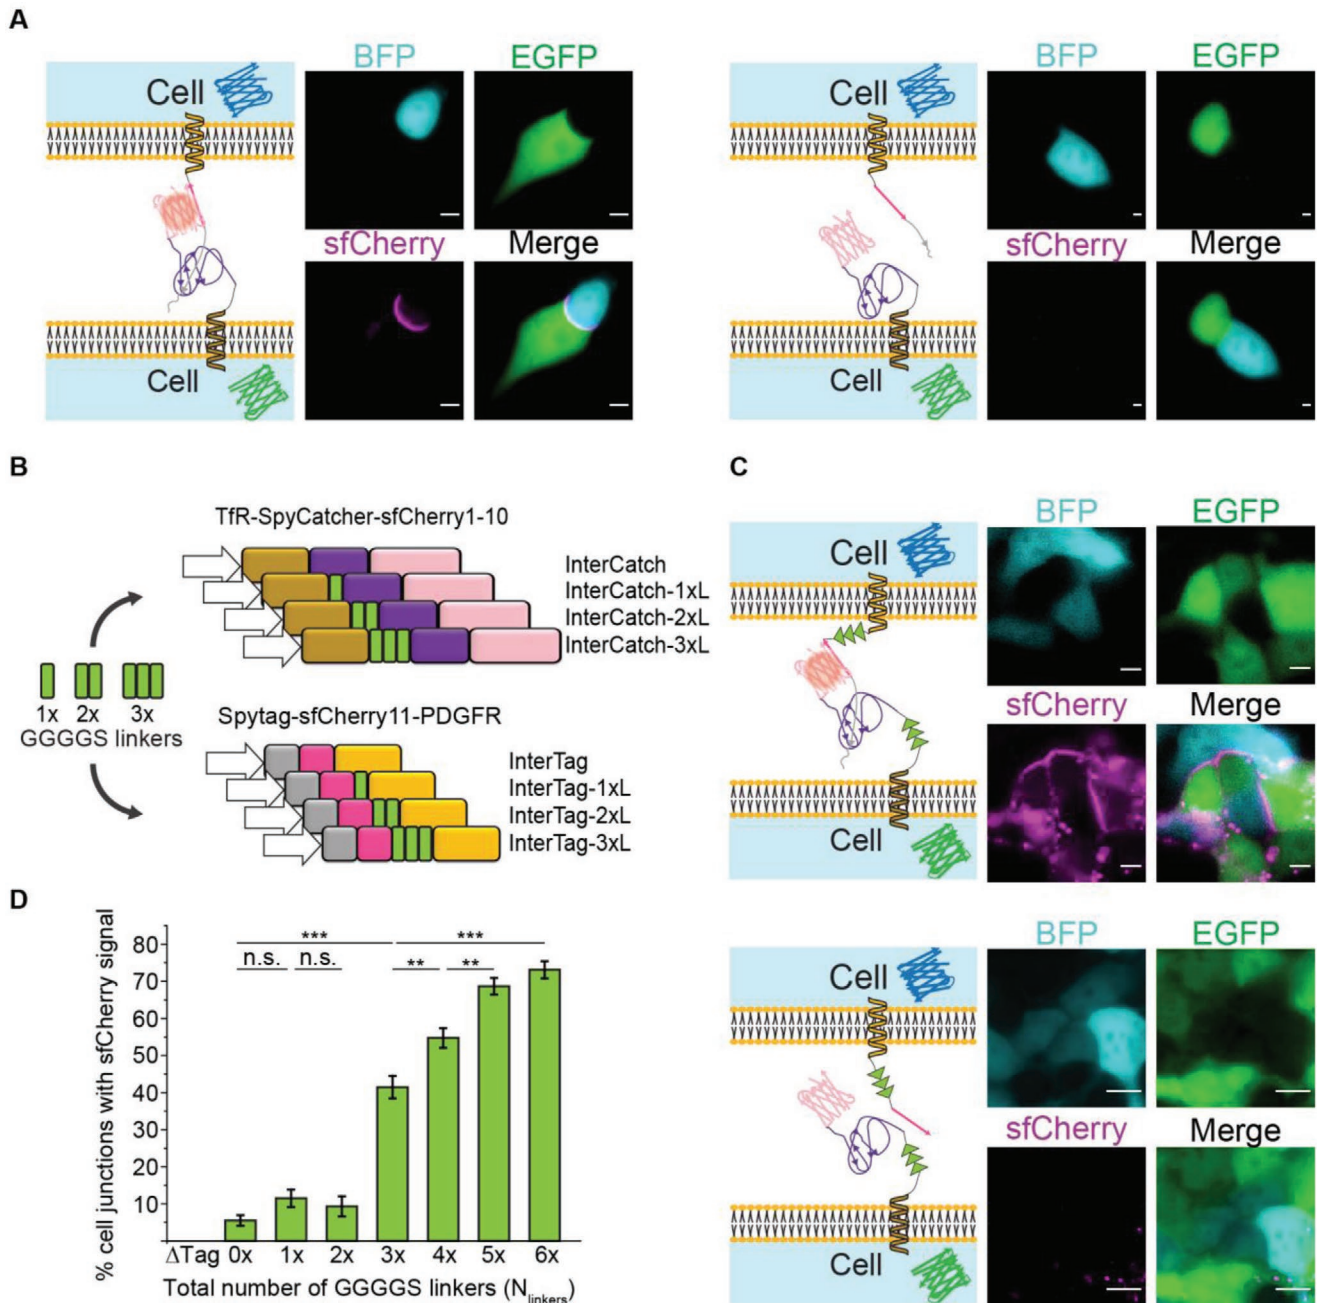 A
BFP
EGFP
Cell
sfCherry
Merge
Cell
BFP
EGFP
Cell
sfCherry
Merge
Cell
B
TfR-SpyCatcher-sfCherry1-10
InterCatch
InterCatch-1xL
InterCatch-2xL
InterCatch-3xL
1x 2x 3x
GGGGS linkers
Spytag-sfCherry11-PDGFR
InterTag
InterTag-1xL
InterTag-2xL
InterTag-3xL
C
BFP
EGFP
Cell
sfCherry
Merge
Cell
BFP
EGFP
Cell
sfCherry
Merge
Cell
D
% cell junctions with sfCherry signal
80
70
60
50
40
30
20
10
*** ***
n.s. n.s. ** **
ΔTag 0x 1x 2x 3x 4x 5x 6x
Total number of GGGGS linkers (Nlinkers)